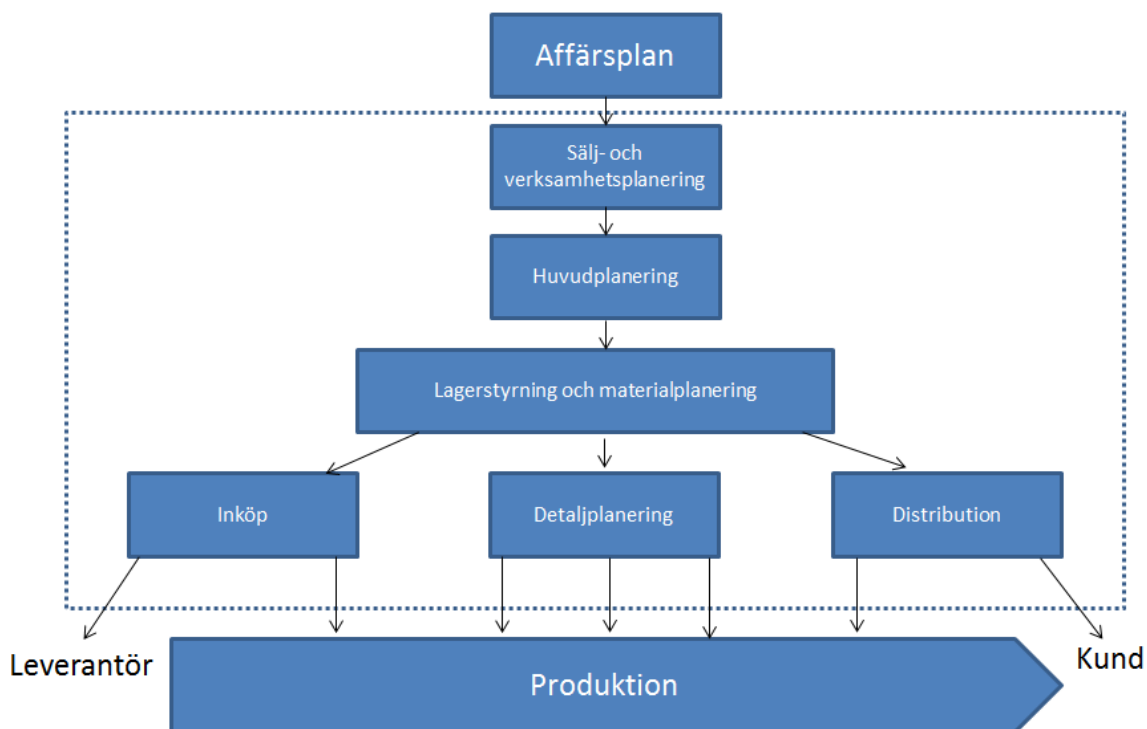 Affärsplan
Sälj- och
verksamhetsplanering
Huvudplanering
Lagerstyrning och materialplanering
Inköp
Detaljplanering
Distribution
Leverantör
Produktion
Kund